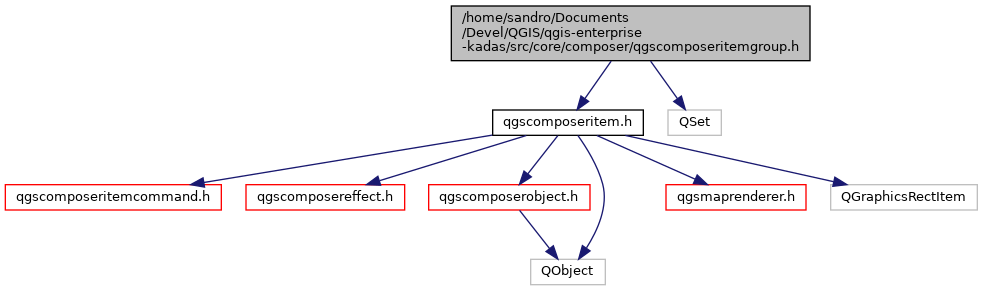 /home/sandro/Documents
/Devel/QGIS/qgis-enterprise
-kadas/src/core/composer/qgscomposeritemgroup.h
qgscomposeritem.h
QSet
qgscomposeritemcommand.h
qgscomposereffect.h
qgscomposerobject.h
qgsmaprenderer.h
QGraphicsRectItem
QObject